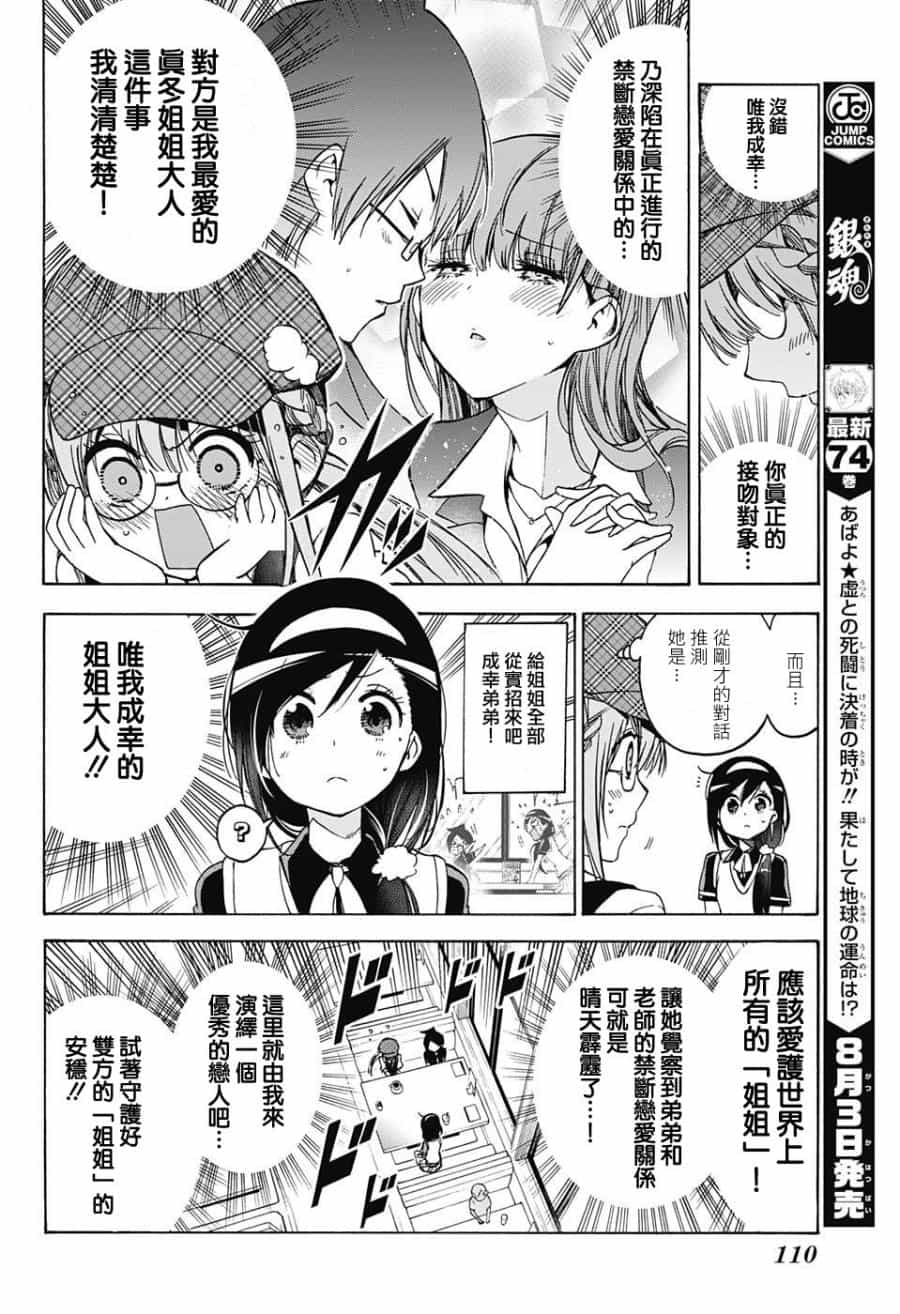 沒錯
唯我成幸…
你眞正的
接吻對象…
乃深陷在眞正進行的
禁斷戀愛關係中的…
對方是我最愛的
眞冬姐姐大人
這件事
我清清楚楚！
而且…
從剛才的對話
推測
她是…
給姐姐全部
從實招來吧
成幸弟弟！
？
唯我成幸的
姐姐大人!!
應該愛護世界上
所有的「姐姐」！
讓她覺察到弟弟和
老師的禁斷戀愛關係
可就是
晴天霹靂了…！
這里就由我來
演繹一個
優秀的戀人吧…
試著守護好
雙方的「姐姐」的
安穩!!
ドドドド
JC
JUMP
COMICS
銀魂
最新
74
巻
あばよ★虚との死闘に決着の時が!! 果たして地球の運命は!?
8月3日発売
110